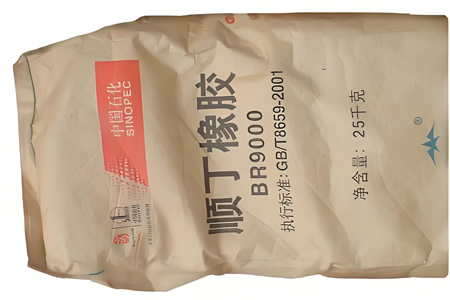 中国石化
SINOPEC
顺丁橡胶
BR9000
执行标准：GB/T8659-2001
净含量：25千克
®